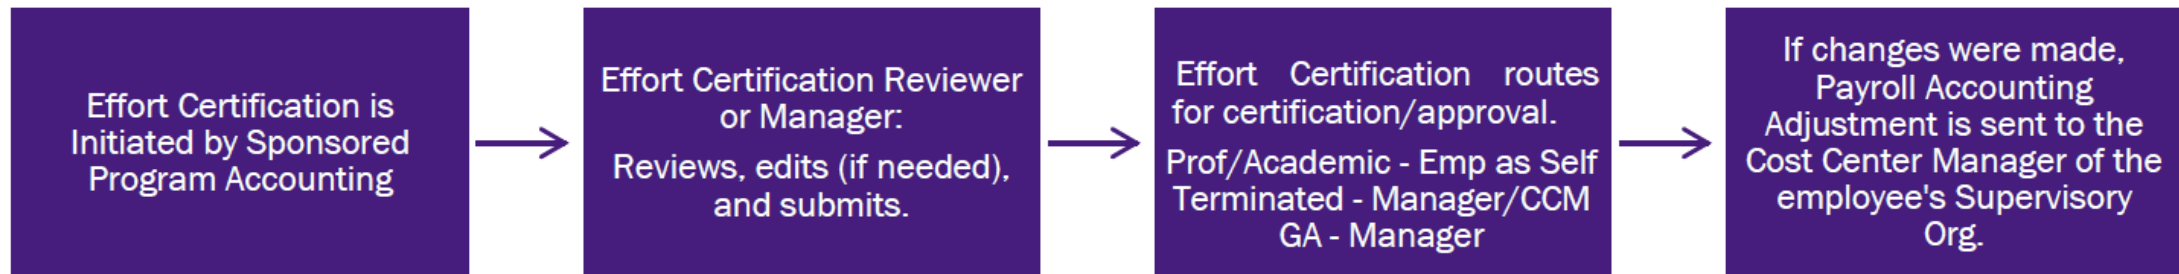 Effort Certification is
Initiated by Sponsored
Program Accounting
Effort Certification Reviewer
or Manager:
Reviews, edits (if needed),
and submits.
Effort Certification routes
for certification/approval.
Prof/Academic - Emp as Self
Terminated - Manager/CCM
GA - Manager
If changes were made,
Payroll Accounting
Adjustment is sent to the
Cost Center Manager of the
employee's Supervisory
Org.